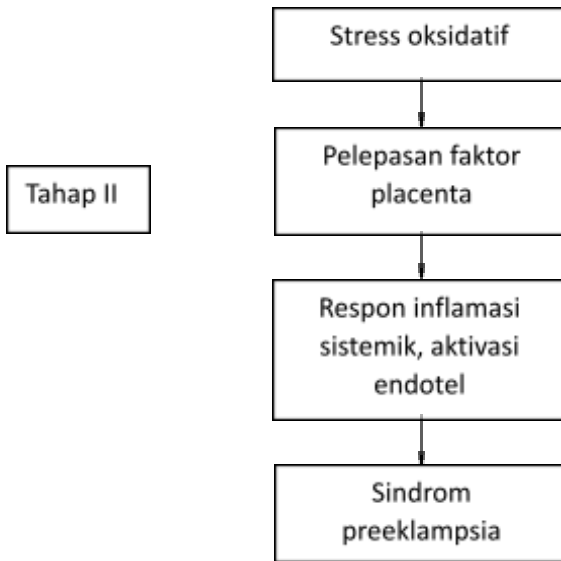 Stress oksidatif
Pelepasan faktor
placenta
Tahap II
Respon inflamasi
sistemik, aktivasi
endotel
Sindrom
preeklampsia